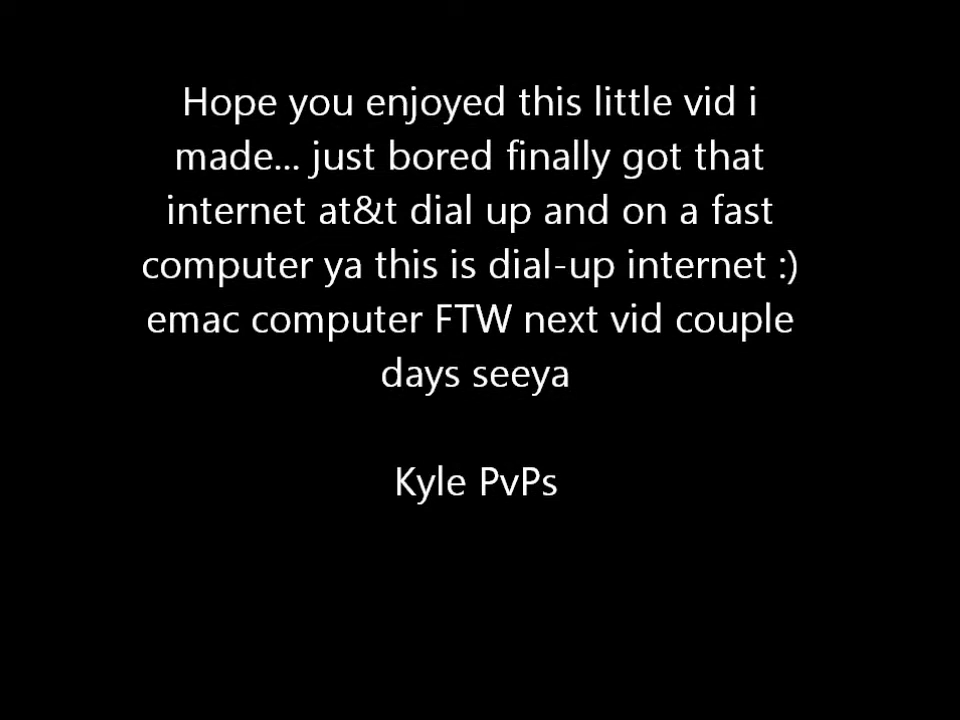 Hope you enjoyed this little vid i
made... just bored finally got that
internet at&t dial up and on a fast
computer ya this is dial-up internet :)
emac computer FTW next vid couple
days seeya
Kyle PvPs